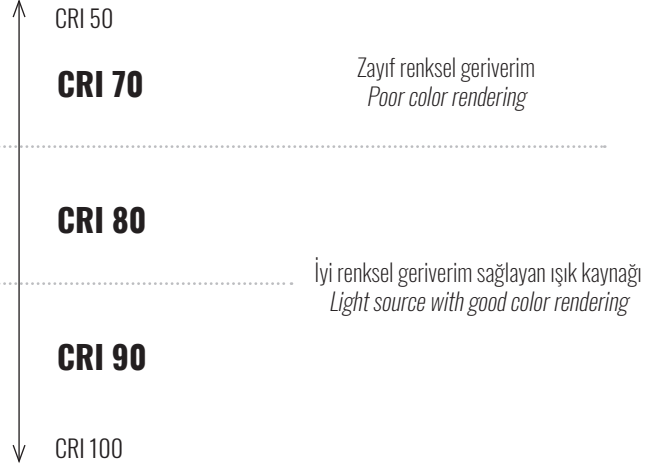 CRI 50
CRI 70
Zayıf renksel geriverim
Poor color rendering
CRI 80
İyi renksel geriverim sağlayan ışık kaynağı
Light source with good color rendering
CRI 90
CRI 100